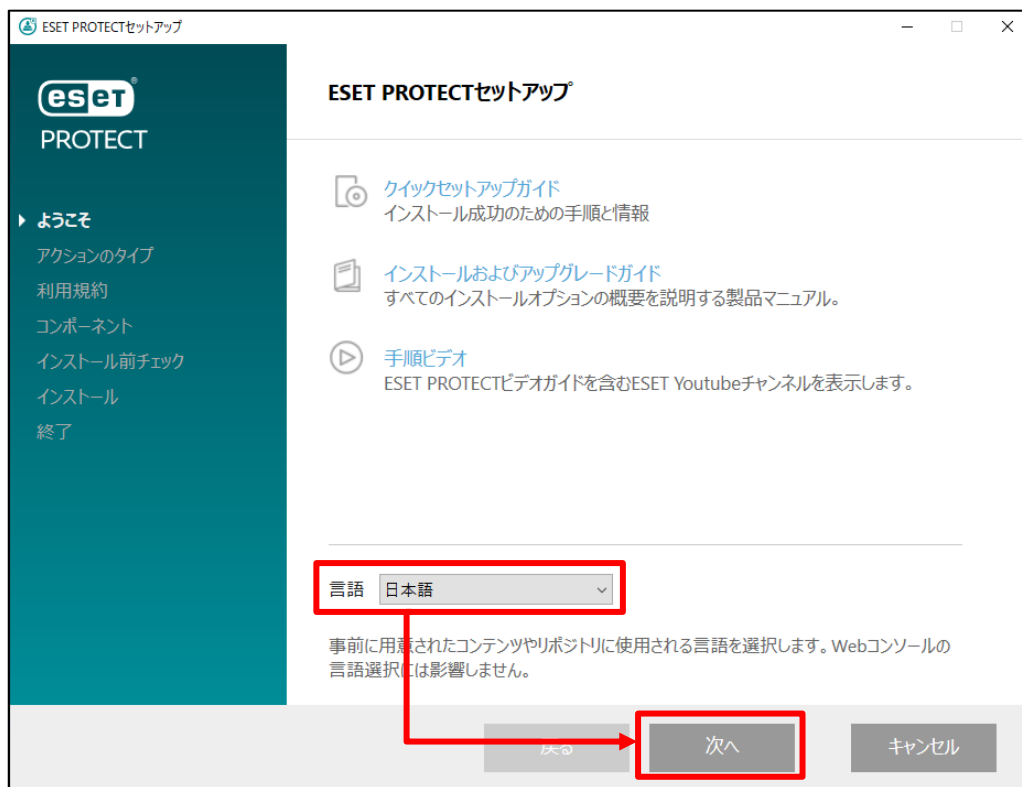 ESET PROTECTセットアップ
eset®
PROTECT
ようこそ
アクションのタイプ
利用規約
コンポーネント
インストール前チェック
インストール
終了
ESET PROTECTセットアップ
クイックセットアップガイド
インストール成功のための手順と情報
インストールおよびアップグレードガイド
すべてのインストールオプションの概要を説明する製品マニュアル。
手順ビデオ
ESET PROTECTビデオガイドを含むESET Youtubeチャンネルを表示します。
言語 日本語
事前に用意されたコンテンツやリポジトリに使用される言語を選択します。Webコンソールの
言語選択には影響しません。
戻る 次へ キャンセル